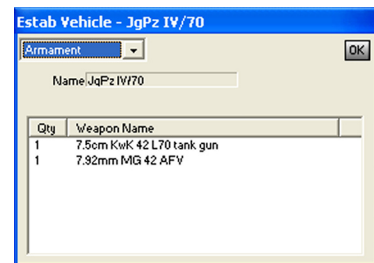 Estab Vehicle - JgPz IV/70
Armament
OK
Name JgPz IV/70
Qty Weapon Name
1 7.5cm KwK 42 L70 tank gun
1 7.92mm MG 42 AFV